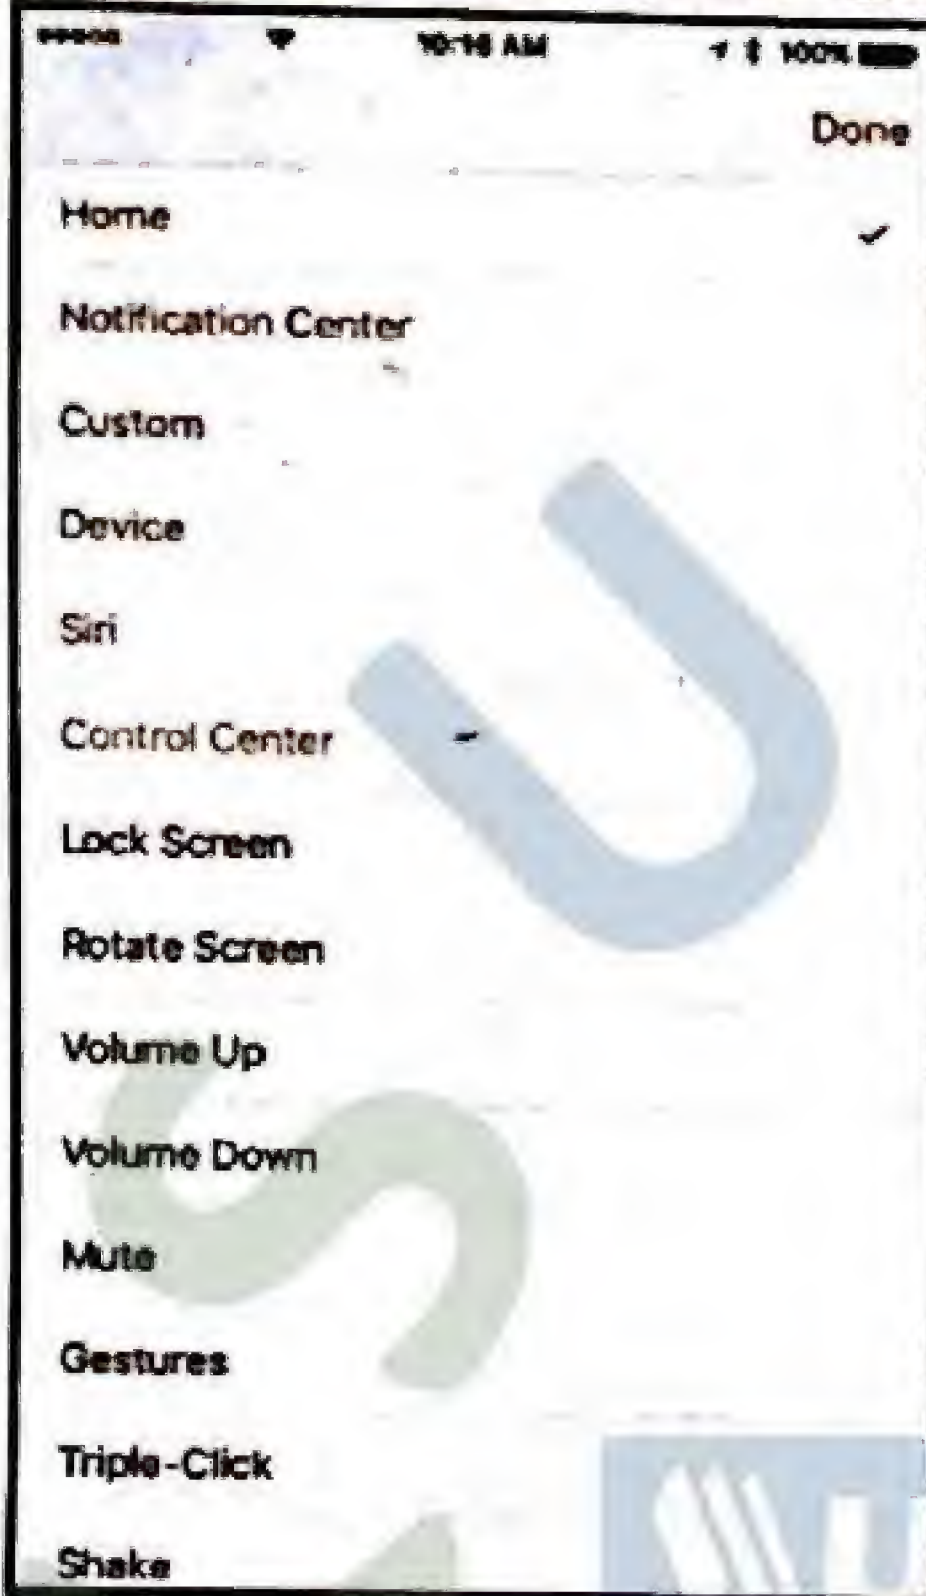 10:16 AM 100%
Done
Home
Notification Center
Custom
Device
Siri
Control Center
Lock Screen
Rotate Screen
Volume Up
Volume Down
Mute
Gestures
Triple-Click
Shake
S U